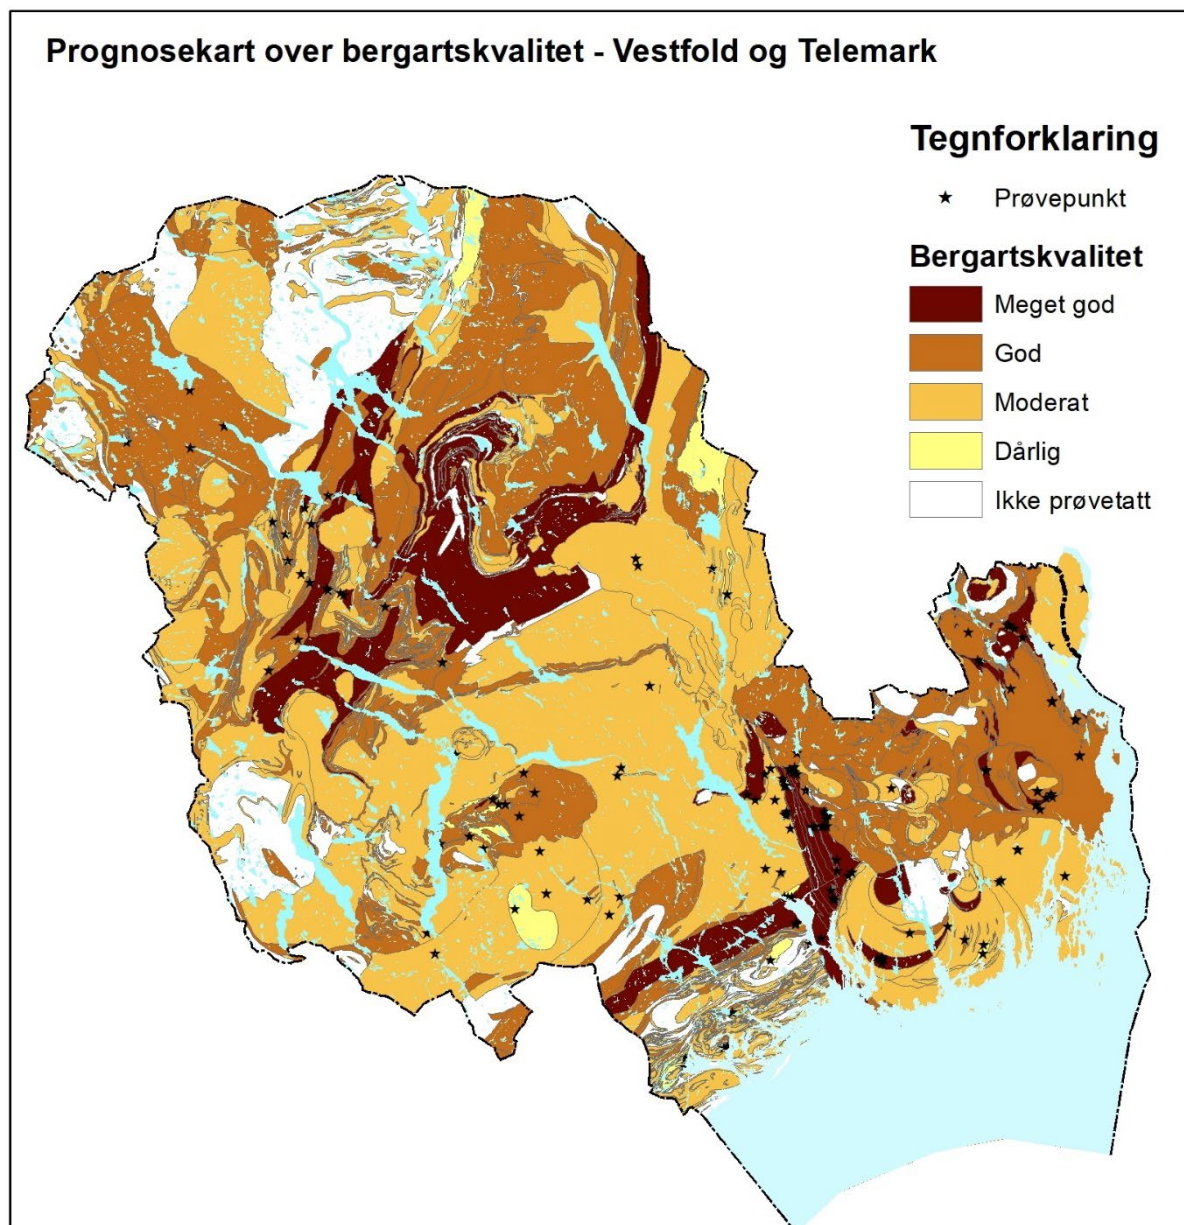 Prognosekart over bergartskvalitet - Vestfold og Telemark
Tegnforklaring
Prøvepunkt
Bergartskvalitet
Meget god
God
Moderat
Dårlig
Ikke prøvetatt